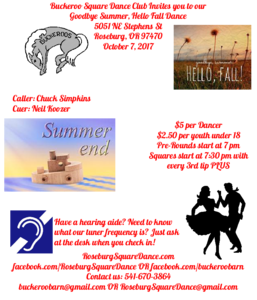 Buckeroo Square Dance Club Invites you to our
Goodbye Summer, Hello Fall Dance
5051 NE Stephens St
Roseburg, OR 97470
October 7, 2017
BUCKEROOS
goodbye summer...
HELLO, FALL!
Caller: Chuck Simpkins
Cuer: Neil Koozer
Summer
end
$5 per Dancer
$2.50 per youth under 18
Pre-Rounds start at 7 pm
Squares start at 7:30 pm with
every 3rd tip PLUS
Have a hearing aide? Need to know
what our tuner frequency is? Just ask
at the desk when you check in!
RoseburgSquareDance.com
facebook.com/RoseburgSquareDance OR facebook.com/buckeroobarn
Contact us: 541-670-3864
buckeroobarn@gmail.com OR RoseburgSquareDance@gmail.com